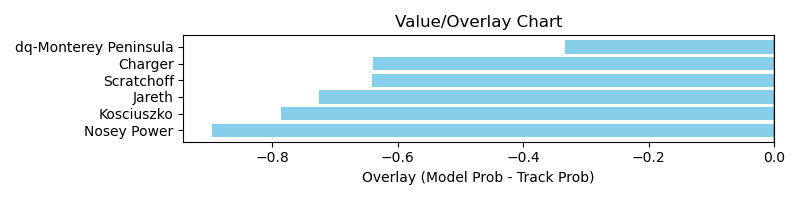 Value/Overlay Chart
dq-Monterey Peninsula
Charger
Scratchoff
Jareth
Kosciuszko
Nosey Power
−0.8 −0.6 −0.4 −0.2 0.0
Overlay (Model Prob - Track Prob)